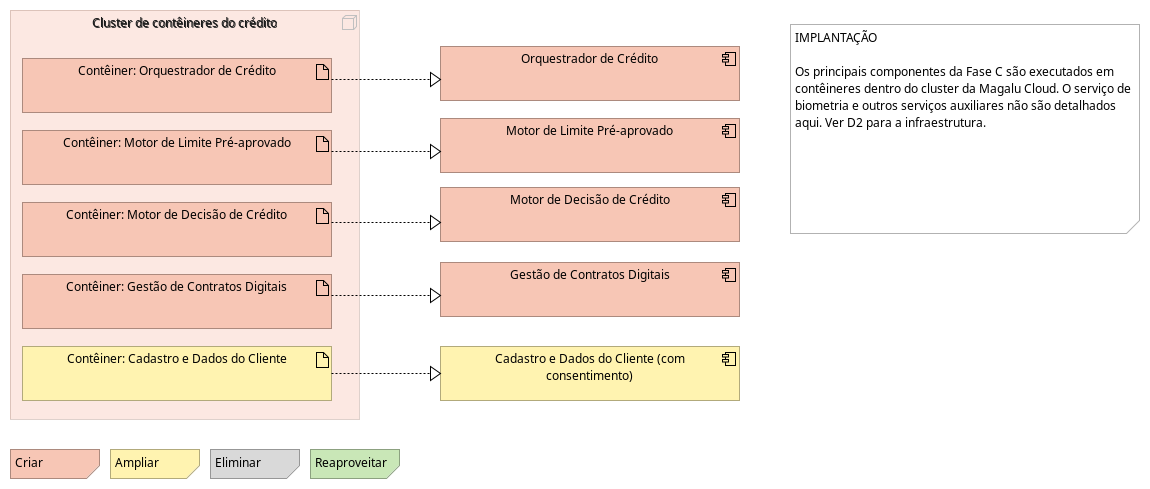 Cluster de contêineres do crédito
Contêiner: Orquestrador de Crédito
Orquestrador de Crédito
Contêiner: Motor de Limite Pré-aprovado
Motor de Limite Pré-aprovado
Contêiner: Motor de Decisão de Crédito
Motor de Decisão de Crédito
Contêiner: Gestão de Contratos Digitais
Gestão de Contratos Digitais
Contêiner: Cadastro e Dados do Cliente
Cadastro e Dados do Cliente (com
consentimento)
IMPLANTAÇÃO
Os principais componentes da Fase C são executados em
contêineres dentro do cluster da Magalu Cloud. O serviço de
biometria e outros serviços auxiliares não são detalhados
aqui. Ver D2 para a infraestrutura.
Criar
Ampliar
Eliminar
Reaproveitar